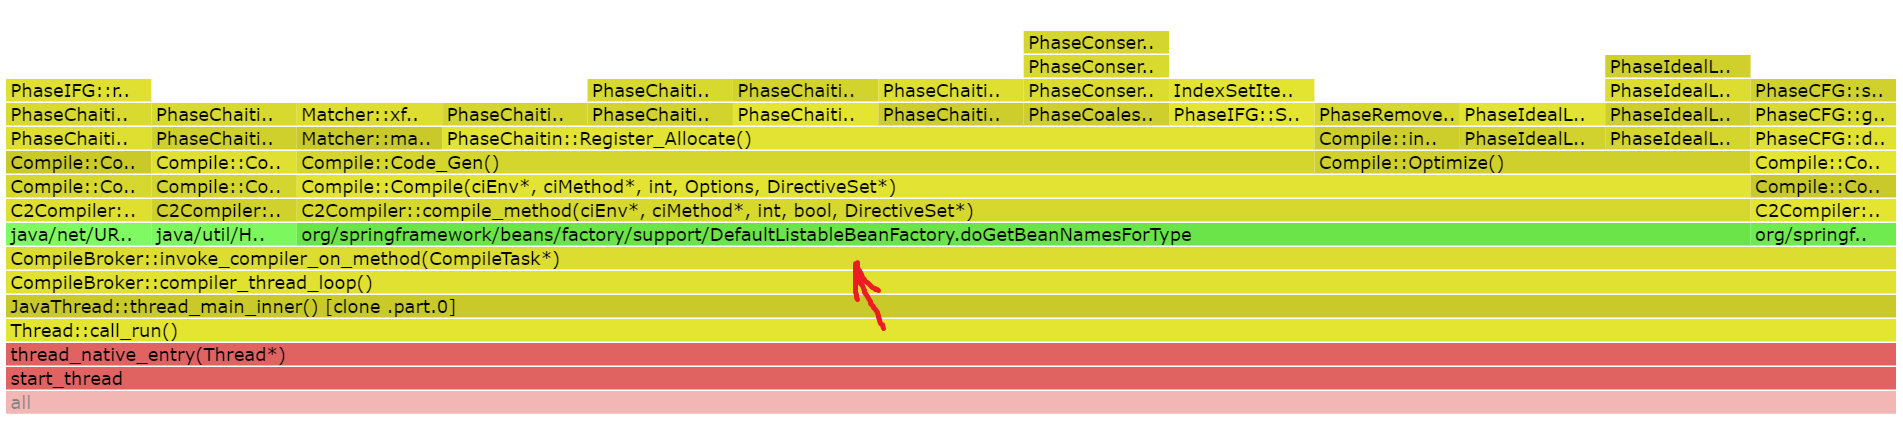 PhaseConser..
PhaseConser.. PhaseIdealL..
PhaseIFG::r.. PhaseChaiti.. PhaseChaiti.. PhaseChaiti.. PhaseConser.. IndexSetIte.. PhaseIdealL.. PhaseCFG::s..
PhaseChaiti.. PhaseChaiti.. Matcher::xf.. PhaseChaiti.. PhaseChaiti.. PhaseChaiti.. PhaseChaiti.. PhaseCoales.. PhaseIFG::S.. PhaseRemove.. PhaseIdealL.. PhaseIdealL.. PhaseCFG::g..
PhaseChaiti.. PhaseChaiti.. Matcher::ma.. PhaseChaitin::Register_Allocate() Compile::in.. PhaseIdealL.. PhaseIdealL.. PhaseCFG::d..
Compile::Co.. Compile::Co.. Compile::Code_Gen() Compile::Optimize() Compile::Co..
Compile::Co.. Compile::Co.. Compile::Compile(ciEnv*, ciMethod*, int, Options, DirectiveSet*) Compile::Co..
C2Compiler:.. C2Compiler:.. C2Compiler::compile_method(ciEnv*, ciMethod*, int, bool, DirectiveSet*) C2Compiler:..
java/net/UR.. java/util/H.. org/springframework/beans/factory/support/DefaultListableBeanFactory.doGetBeanNamesForType org/springf..
CompileBroker::invoke_compiler_on_method(CompileTask*)
CompileBroker::compiler_thread_loop()
JavaThread::thread_main_inner() [clone .part.0]
Thread::call_run()
thread_native_entry(Thread*)
start_thread
all